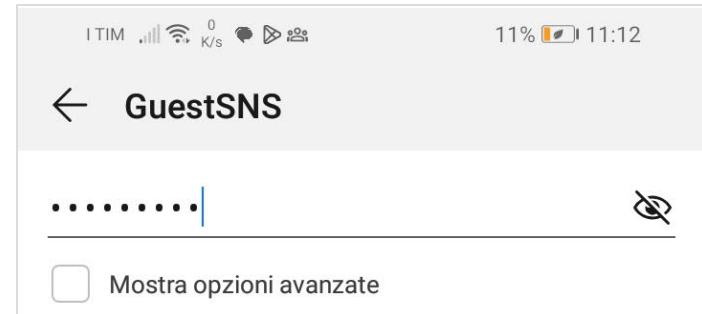 I TIM 0 K/s 11% 11:12
GuestSNS
•••••••••
Mostra opzioni avanzate